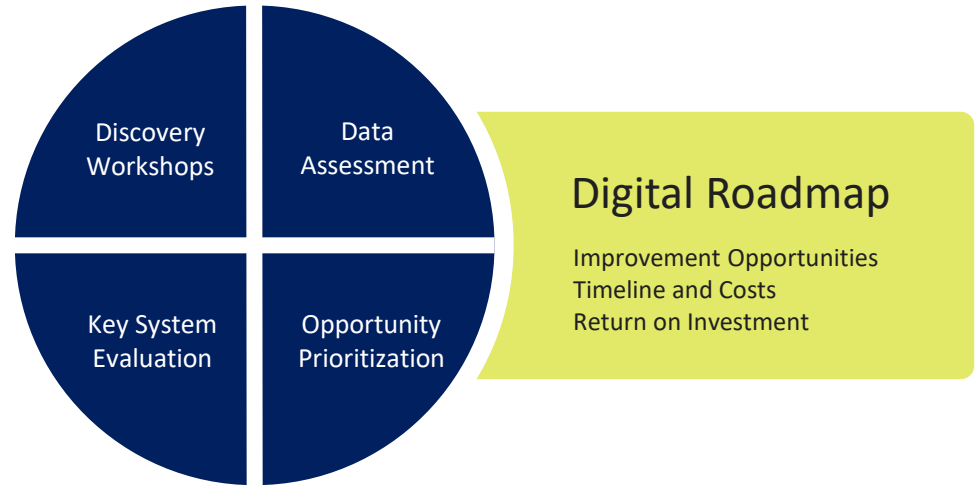 Discovery
Workshops
Data
Assessment
Key System
Evaluation
Opportunity
Prioritization
Digital Roadmap
Improvement Opportunities
Timeline and Costs
Return on Investment